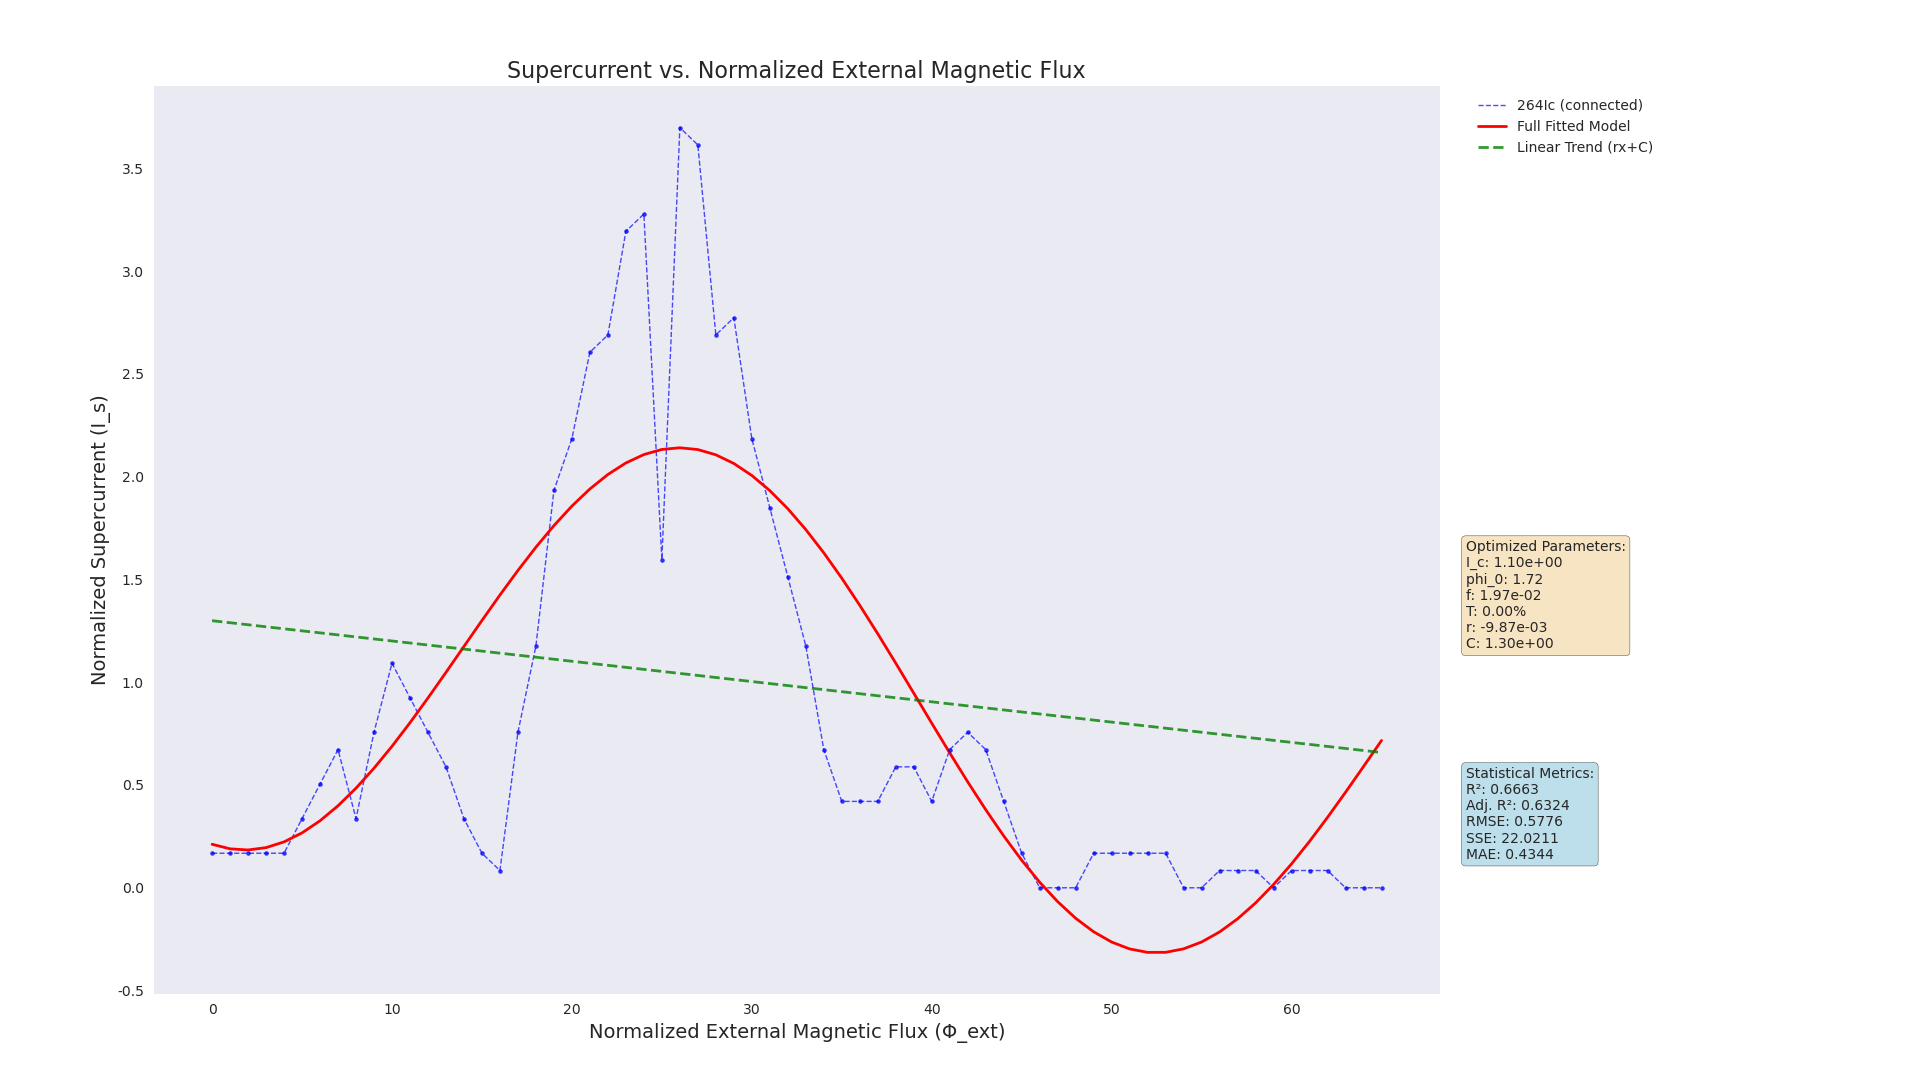 Supercurrent vs. Normalized External Magnetic Flux
264Ic (connected)
Full Fitted Model
Linear Trend (rx+C)
Normalized Supercurrent (I_s)
3.5
3.0
2.5
2.0
1.5
1.0
0.5
0.0
-0.5
0
10
20
30
40
50
60
Normalized External Magnetic Flux (Φ_ext)
Optimized Parameters:
I_c: 1.10e+00
phi_0: 1.72
f: 1.97e-02
T: 0.00%
r: -9.87e-03
C: 1.30e+00
Statistical Metrics:
R²: 0.6663
Adj. R²: 0.6324
RMSE: 0.5776
SSE: 22.0211
MAE: 0.4344